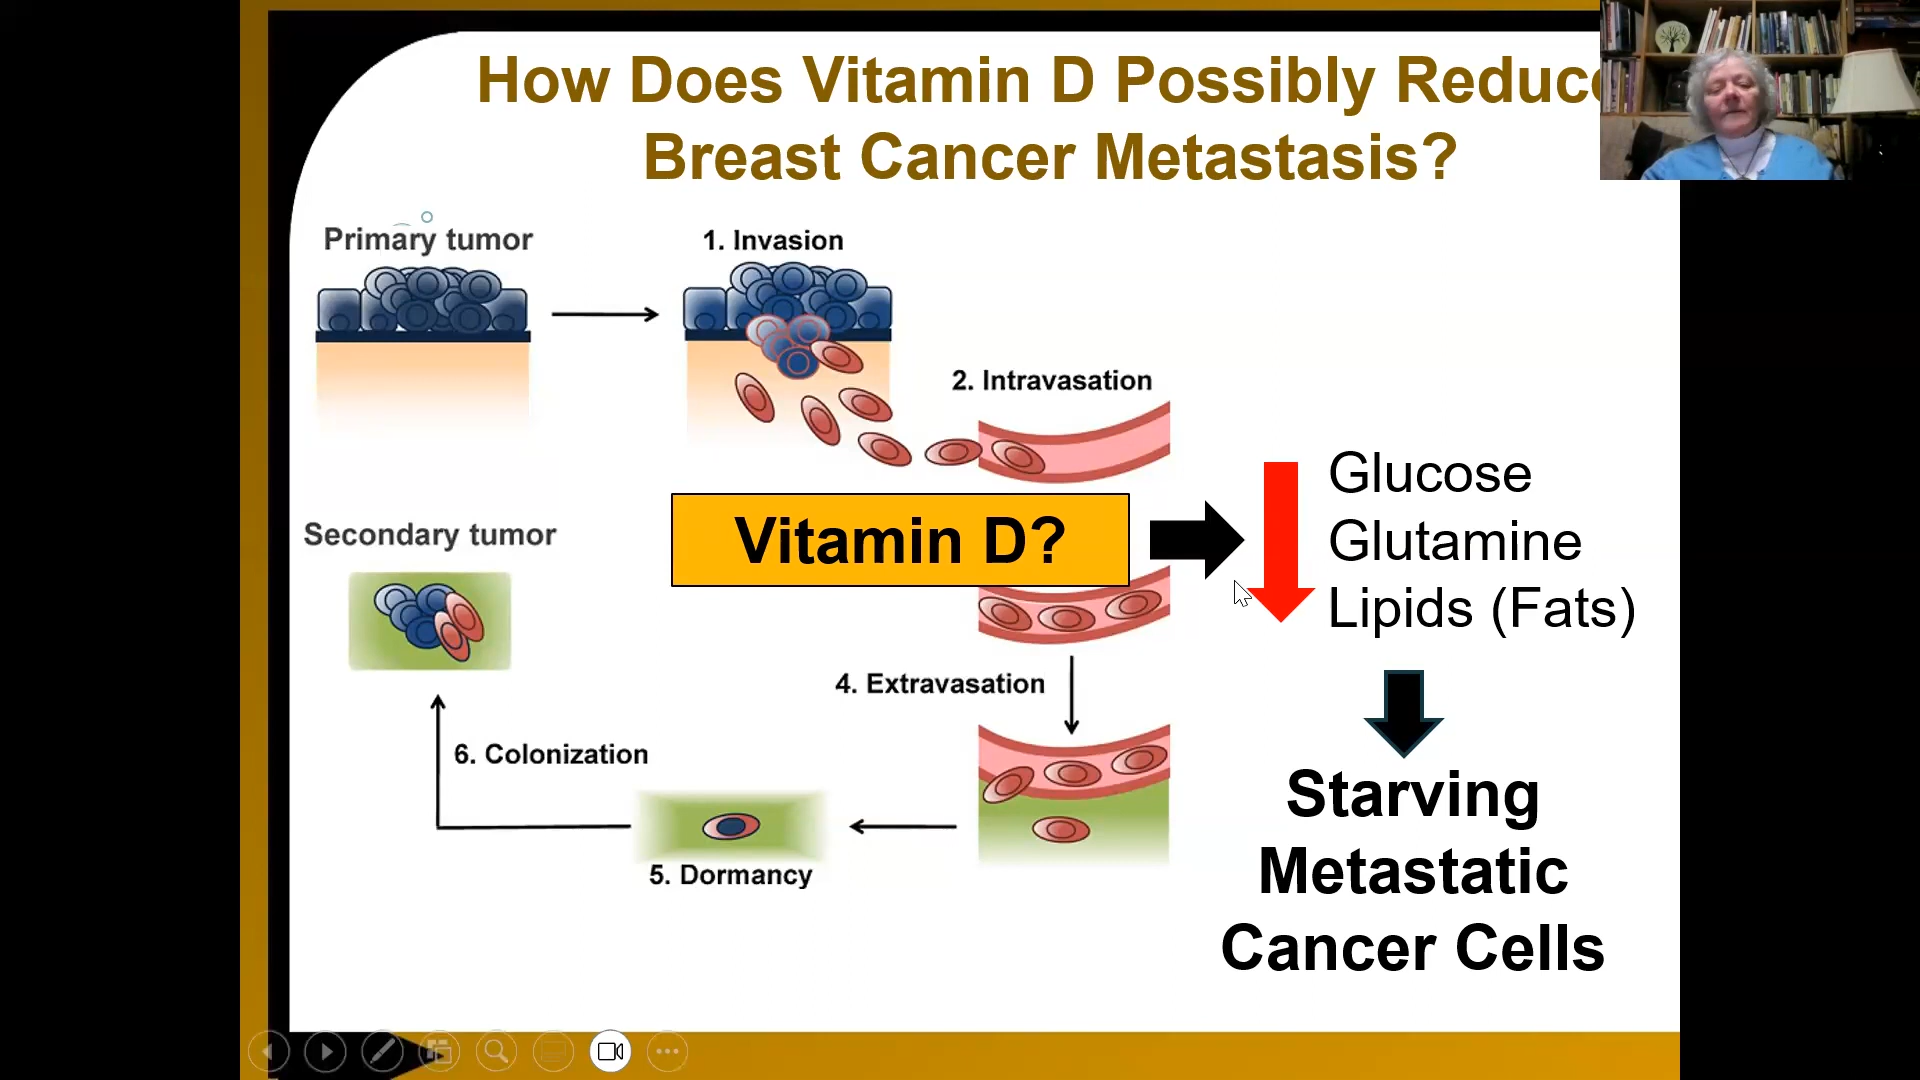 How Does Vitamin D Possibly Reduc
Breast Cancer Metastasis?
Primary tumor
1. Invasion
2. Intravasation
Glucose
Glutamine
Lipids (Fats)
Vitamin D?
Secondary tumor
4. Extravasation
6. Colonization
5. Dormancy
Starving
Metastatic
Cancer Cells